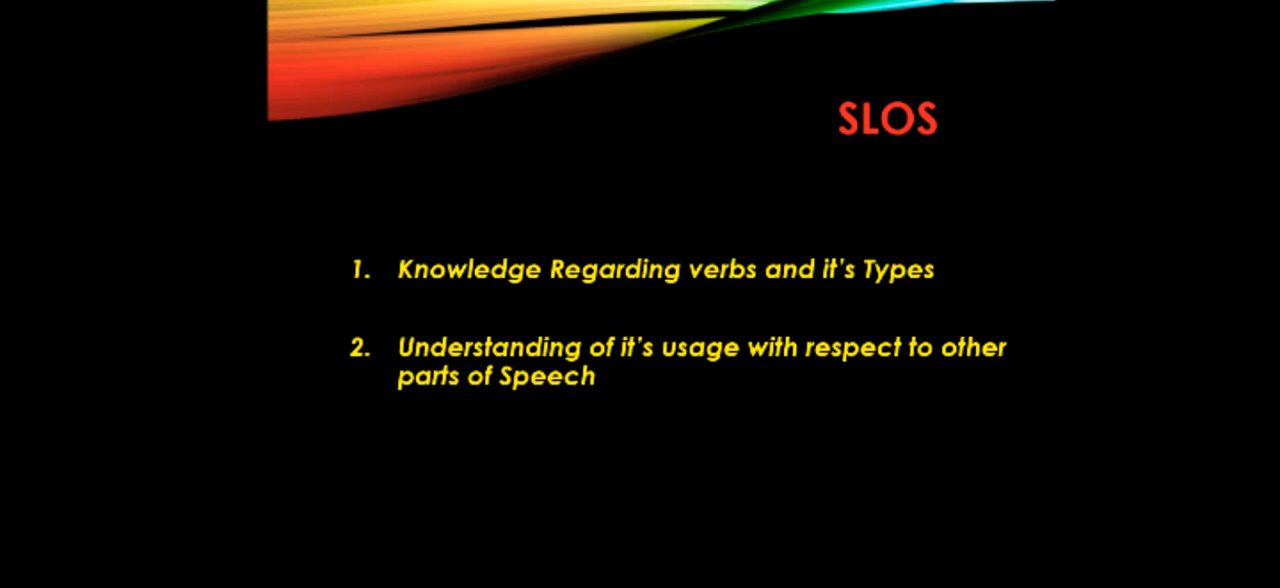 SLOS
1. Knowledge Regarding verbs and it's Types
2. Understanding of it's usage with respect to other
parts of Speech